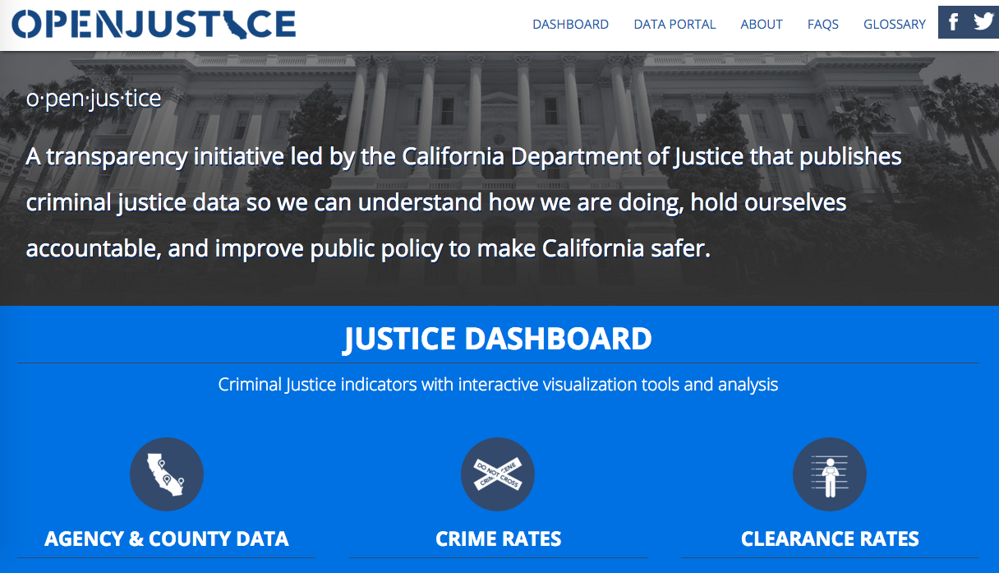 OPENJUSTICE
DASHBOARD
DATA PORTAL
ABOUT
FAQS
GLOSSARY
o·pen·jus·tice
A transparency initiative led by the California Department of Justice that publishes
criminal justice data so we can understand how we are doing, hold ourselves
accountable, and improve public policy to make California safer.
JUSTICE DASHBOARD
Criminal Justice indicators with interactive visualization tools and analysis
DO NOT CROSS
AGENCY & COUNTY DATA
CRIME RATES
CLEARANCE RATES